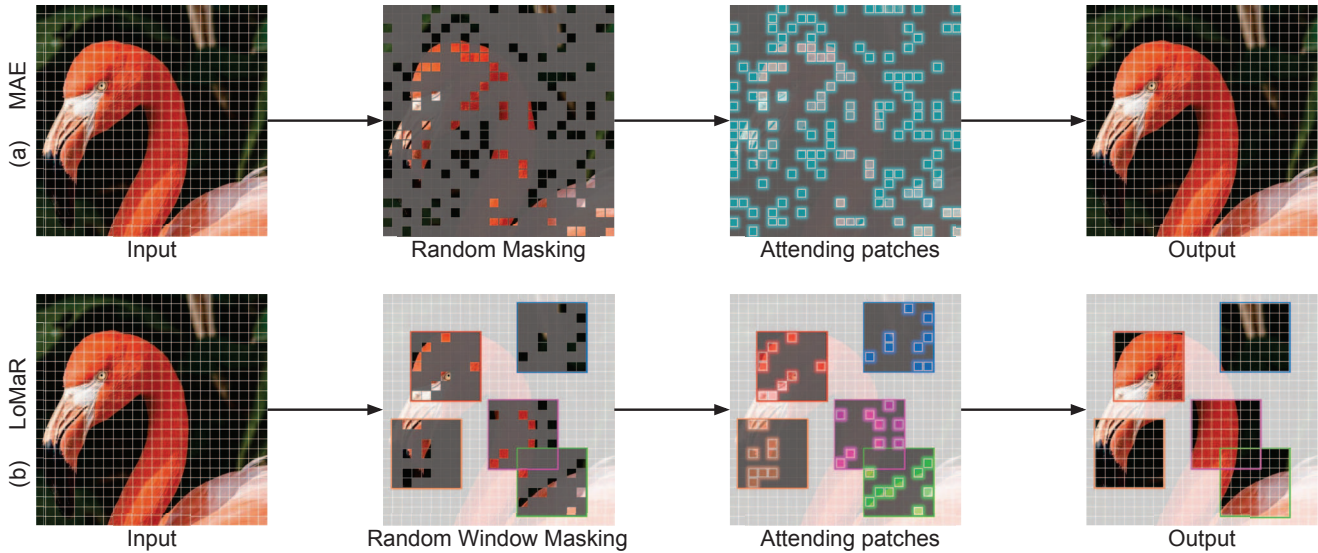 (a) MAE
Input
Random Masking
Attending patches
Output
(b) LoMaR
Input
Random Window Masking
Attending patches
Output